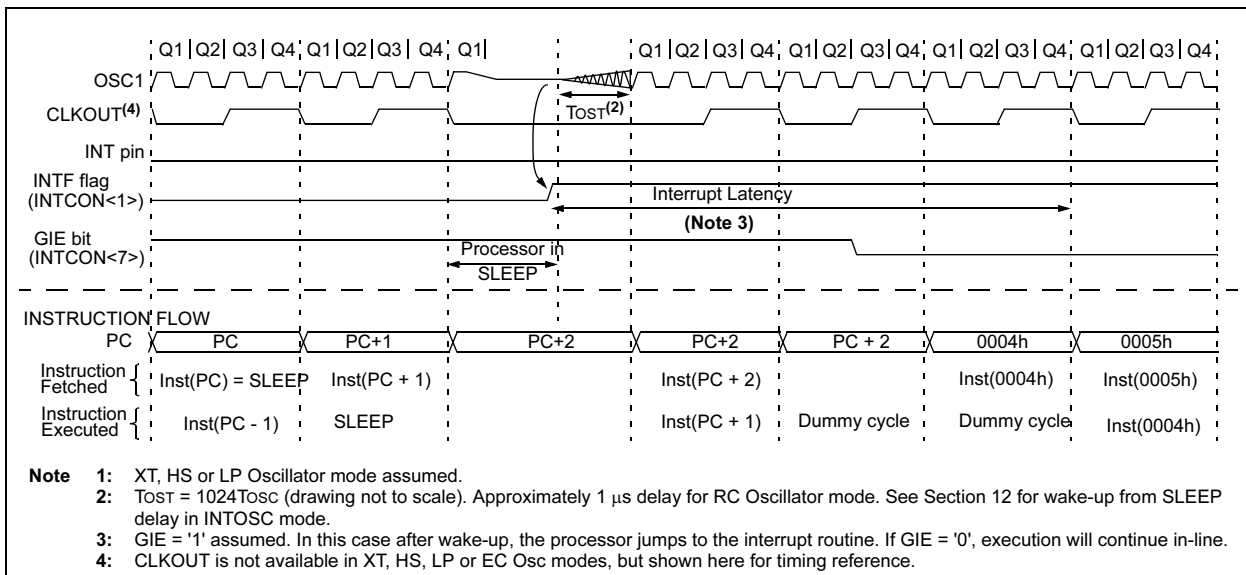 Q1 Q2 Q3 Q4 Q1 Q2 Q3 Q4 Q1 Q1 Q2 Q3 Q4 Q1 Q2 Q3 Q4 Q1 Q2 Q3 Q4 Q1 Q2 Q3 Q4
OSC1
TOST(2)
CLKOUT(4)
INT pin
INTF flag
(INTCON<1>)
Interrupt Latency
(Note 3)
GIE bit
(INTCON<7>)
Processor in
SLEEP
INSTRUCTION FLOW
PC PC PC+1 PC+2 PC+2 PC + 2 0004h 0005h
Instruction
Fetched
Inst(PC) = SLEEP Inst(PC + 1) Inst(PC + 2) Inst(0004h) Inst(0005h)
Instruction
Executed
Inst(PC - 1) SLEEP Inst(PC + 1) Dummy cycle Dummy cycle Inst(0004h)
Note 1: XT, HS or LP Oscillator mode assumed.
2: TOST = 1024TOSC (drawing not to scale). Approximately 1 μs delay for RC Oscillator mode. See Section 12 for wake-up from SLEEP
delay in INTOSC mode.
3: GIE = '1' assumed. In this case after wake-up, the processor jumps to the interrupt routine. If GIE = '0', execution will continue in-line.
4: CLKOUT is not available in XT, HS, LP or EC Osc modes, but shown here for timing reference.